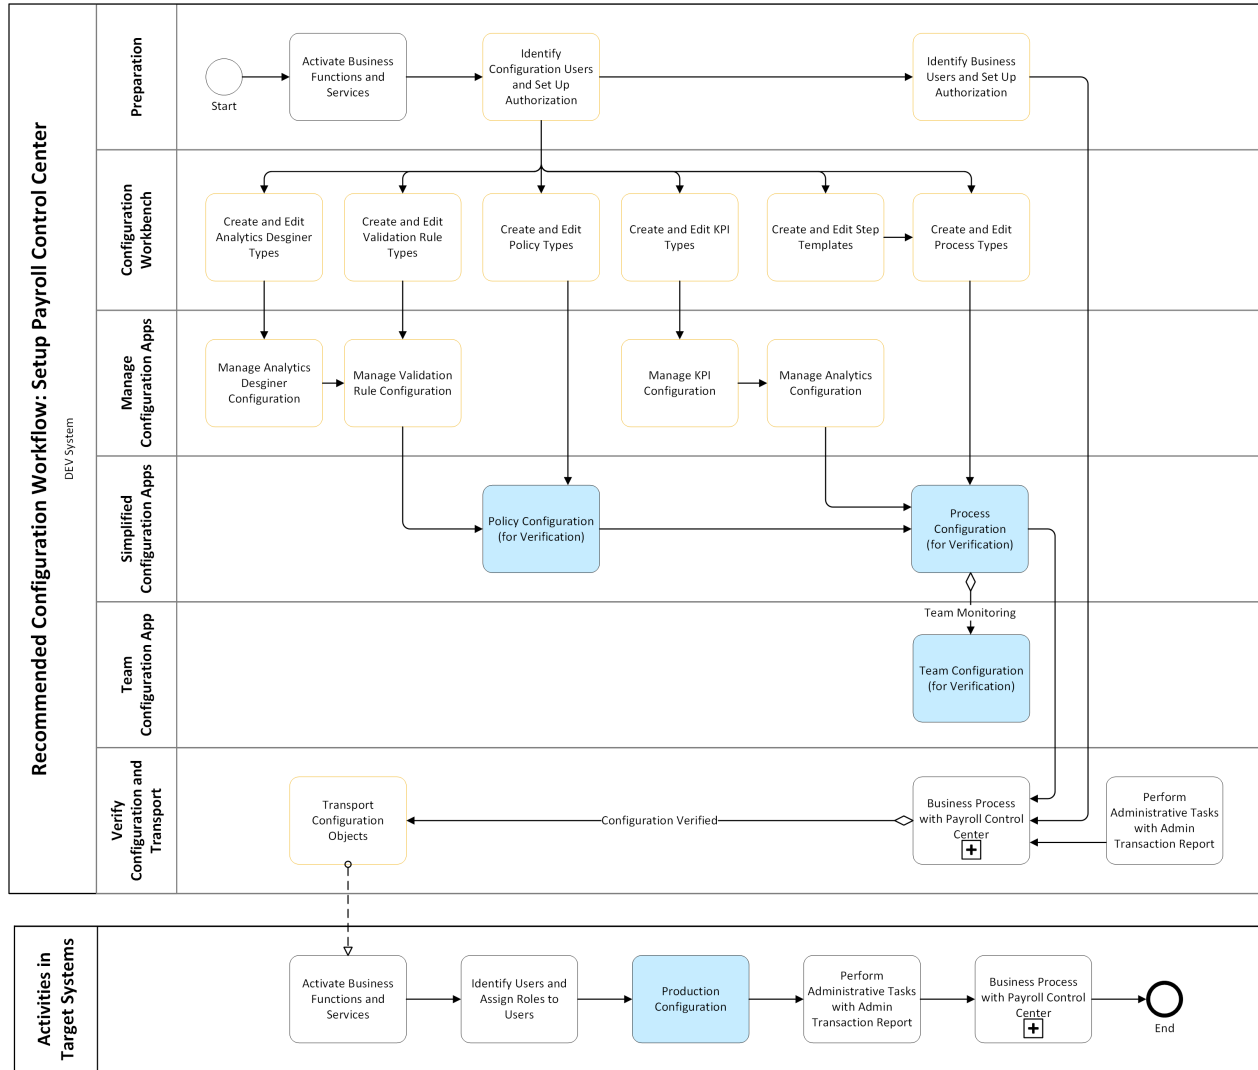 Recommended Configuration Workflow: Setup Payroll Control Center
DEV System
Preparation
Start
Activate Business
Functions and
Services
Identify
Configuration Users
and Set Up
Authorization
Identify Business
Users and Set Up
Authorization
Configuration
Workbench
Create and Edit
Analytics Desginer
Types
Create and Edit
Validation Rule
Types
Create and Edit
Policy Types
Create and Edit KPI
Types
Create and Edit Step
Templates
Create and Edit
Process Types
Manage
Configuration Apps
Manage Analytics
Desginer
Configuration
Manage Validation
Rule Configuration
Manage KPI
Configuration
Manage Analytics
Configuration
Simplified
Configuration Apps
Policy Configuration
(for Verification)
Process
Configuration
(for Verification)
Team
Configuration App
Team Monitoring
Team Configuration
(for Verification)
Verify
Configuration and
Transport
Transport
Configuration
Objects
Configuration Verified
Business Process
with Payroll Control
Center
Perform
Administrative Tasks
with Admin
Transaction Report
Activities in
Target Systems
Activate Business
Functions and
Services
Identify Users and
Assign Roles to
Users
Production
Configuration
Perform
Administrative Tasks
with Admin
Transaction Report
Business Process
with Payroll Control
Center
End